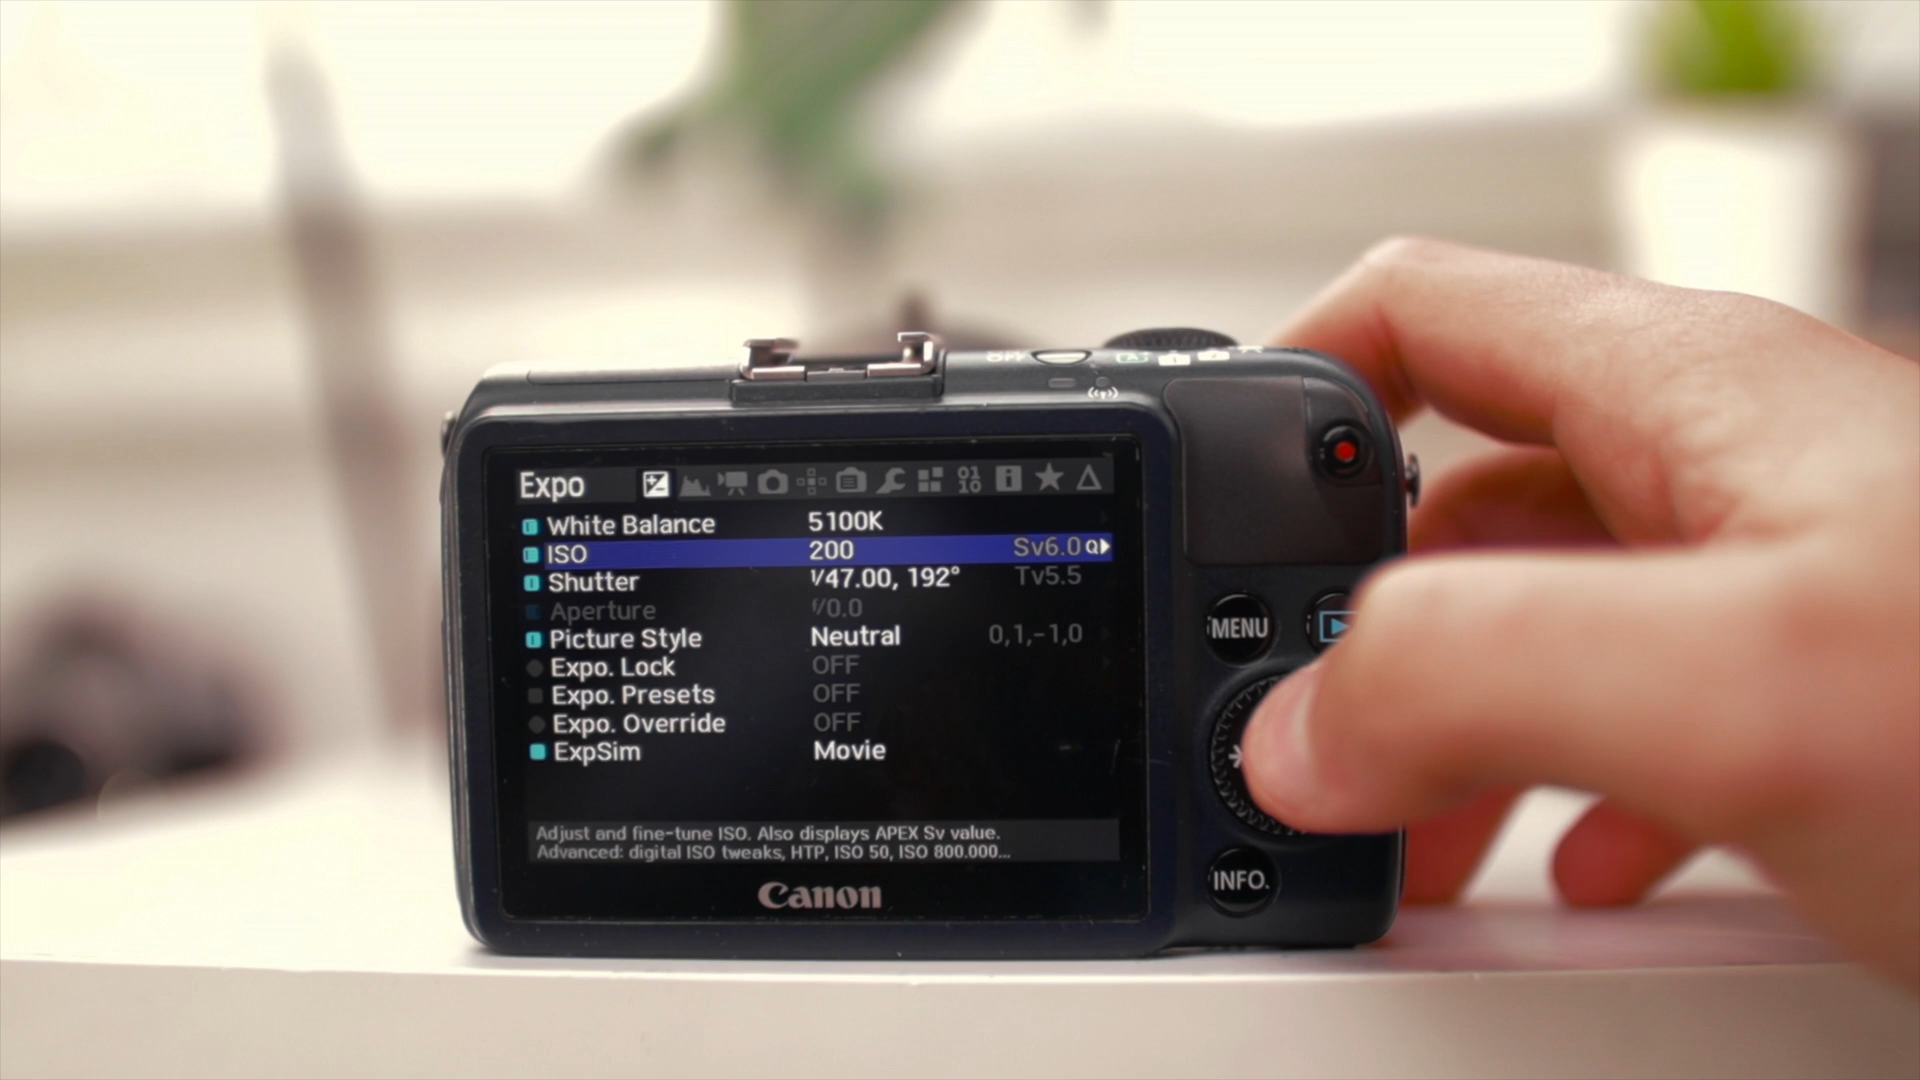 OFF
Expo 01 10
White Balance 5100K
ISO 200 Sv6.0 Q
Shutter 1/47.00, 192° Tv5.5
Aperture f/0.0
Picture Style Neutral 0,1,-1,0
Expo. Lock OFF
Expo. Presets OFF
Expo. Override OFF
ExpSim Movie
Adjust and fine-tune ISO. Also displays APEX Sv value.
Advanced: digital ISO tweaks, HTP, ISO 50, ISO 800.000...
Canon
MENU
INFO.